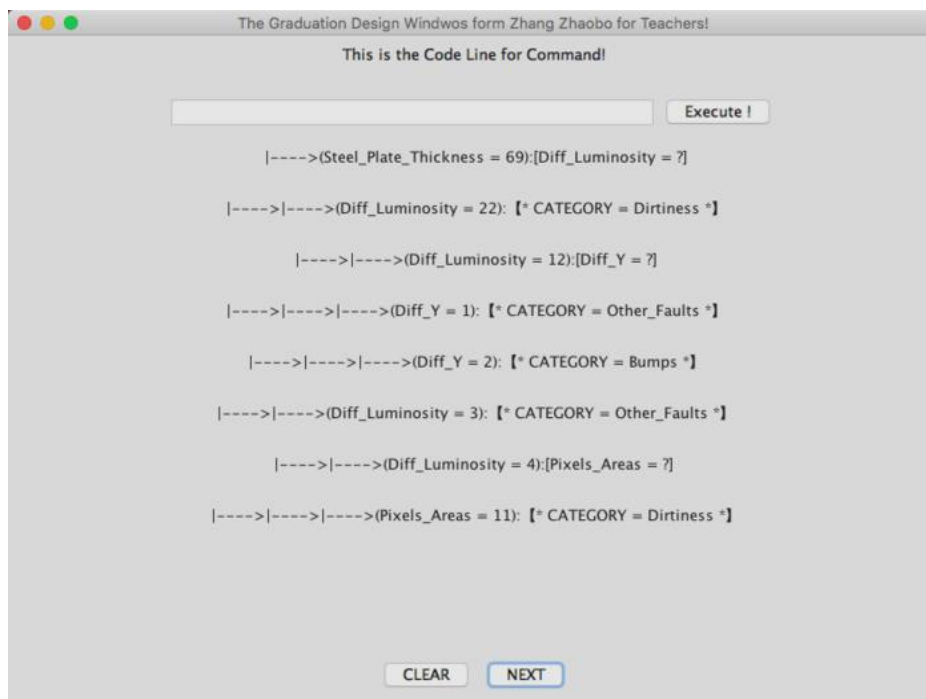 The Graduation Design Windwos form Zhang Zhaobo for Teachers!
This is the Code Line for Command!
Execute !
|---->(Steel_Plate_Thickness = 69):[Diff_Luminosity = ?]
|---->|---->(Diff_Luminosity = 22):【* CATEGORY = Dirtiness *】
|---->|---->(Diff_Luminosity = 12):[Diff_Y = ?]
|---->|---->|---->(Diff_Y = 1):【* CATEGORY = Other_Faults *】
|---->|---->|---->(Diff_Y = 2):【* CATEGORY = Bumps *】
|---->|---->(Diff_Luminosity = 3):【* CATEGORY = Other_Faults *】
|---->|---->(Diff_Luminosity = 4):[Pixels_Areas = ?]
|---->|---->|---->(Pixels_Areas = 11):【* CATEGORY = Dirtiness *】
CLEAR NEXT